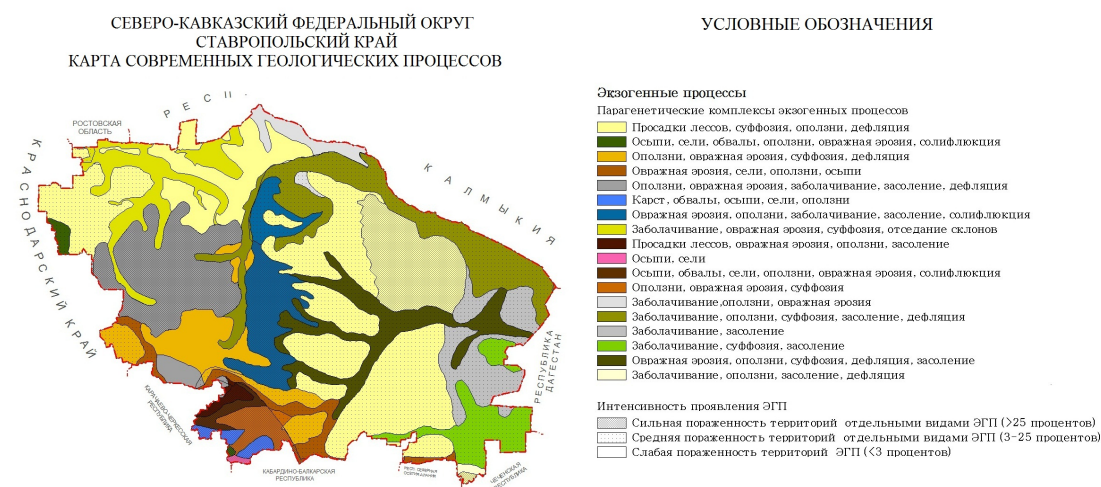 СЕВЕРО-КАВКАЗСКИЙ ФЕДЕРАЛЬНЫЙ ОКРУГ
СТАВРОПОЛЬСКИЙ КРАЙ
КАРТА СОВРЕМЕННЫХ ГЕОЛОГИЧЕСКИХ ПРОЦЕССОВ
РЕСП.
РОСТОВСКАЯ
ОБЛАСТЬ
КРАСНОДАРСКИЙ КРАЙ
КАЛМЫКИЯ
РЕСПУБЛИКА
ДАГЕСТАН
КАРАЧАЕВО-ЧЕРКЕССКАЯ
РЕСПУБЛИКА
КАБАРДИНО-БАЛКАРСКАЯ
РЕСПУБЛИКА
ЧЕЧЕНСКАЯ
РЕСПУБЛИКА
УСЛОВНЫЕ ОБОЗНАЧЕНИЯ
Экзогенные процессы
Парагенетические комплексы экзогенных процессов
Просадки лессов, суффозия, оползни, дефляция
Осыпи, сели, обвалы, оползни, овражная эрозия, солифлюкция
Оползни, овражная эрозия, суффозия, дефляция
Овражная эрозия, сели, оползни, осыпи
Оползни, овражная эрозия, заболачивание, засоление, дефляция
Карст, обвалы, осыпи, сели, оползни
Овражная эрозия, оползни, заболачивание, засоление, солифлюкция
Заболачивание, овражная эрозия, суффозия, отседание склонов
Просадки лессов, овражная эрозия, оползни, засоление
Осыпи, сели
Осыпи, обвалы, сели, оползни, овражная эрозия, солифлюкция
Оползни, овражная эрозия, суффозия
Заболачивание,оползни, овражная эрозия
Заболачивание, оползни, суффозия, засоление, дефляция
Заболачивание, засоление
Заболачивание, суффозия, засоление
Овражная эрозия, оползни, суффозия, дефляция, засоление
Заболачивание, оползни, засоление, дефляция
Интенсивность проявления ЭГП
Сильная пораженность территорий отдельными видами ЭГП (>25 процентов)
Средняя пораженность территорий отдельными видами ЭГП (3-25 процентов)
Слабая пораженность территорий ЭГП (<3 процентов)